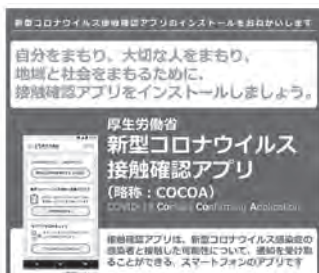 新型コロナウイルス接触確認アプリのインストールをおねがいします
自分をまもり、大切な人をまもり、
地域と社会をまもるために、
接触確認アプリをインストールしましょう。
厚生労働省
新型コロナウイルス
接触確認アプリ
(略称:COCOA)
COVID-19 Contact Confirming Application
接触確認アプリは、新型コロナウイルス感染症の
感染者と接触した可能性について、通知を受け取
ることができる、スマートフォンのアプリです